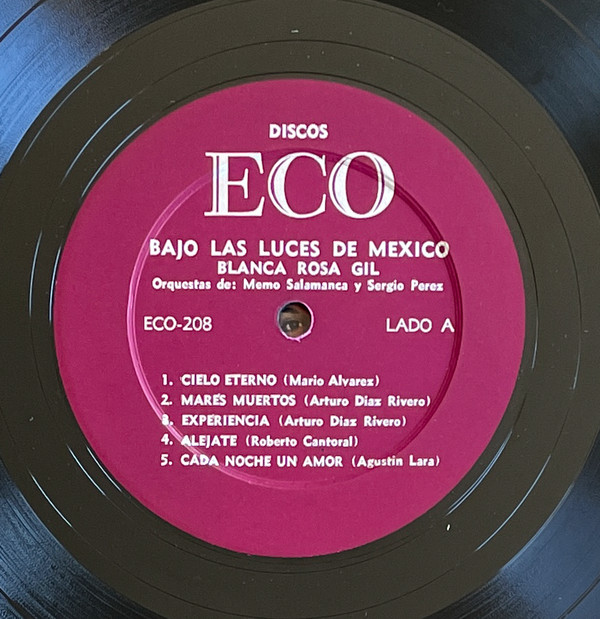 DISCOS
ECO
BAJO LAS LUCES DE MEXICO
BLANCA ROSA GIL
Orquestas de: Memo Salamanca y Sergio Perez
ECO-208 LADO A
1. CIELO ETERNO (Mario Alvarez)
2. MARES MUERTOS (Arturo Diaz Rivero)
3. EXPERIENCIA (Arturo Diaz Rivero)
4. ALEJATE (Roberto Cantoral)
5. CADA NOCHE UN AMOR (Agustin Lara)